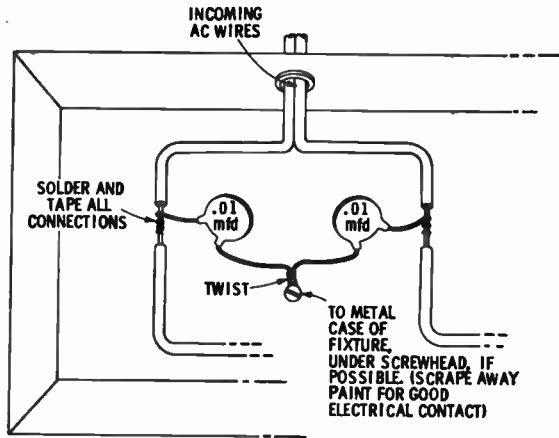 INCOMING
AC WIRES
SOLDER AND
TAPE ALL
CONNECTIONS
.01
mfd
.01
mfd
TWIST
TO METAL
CASE OF
FIXTURE,
UNDER SCREWHEAD, IF
POSSIBLE. (SCRAPE AWAY
PAINT FOR GOOD
ELECTRICAL CONTACT)